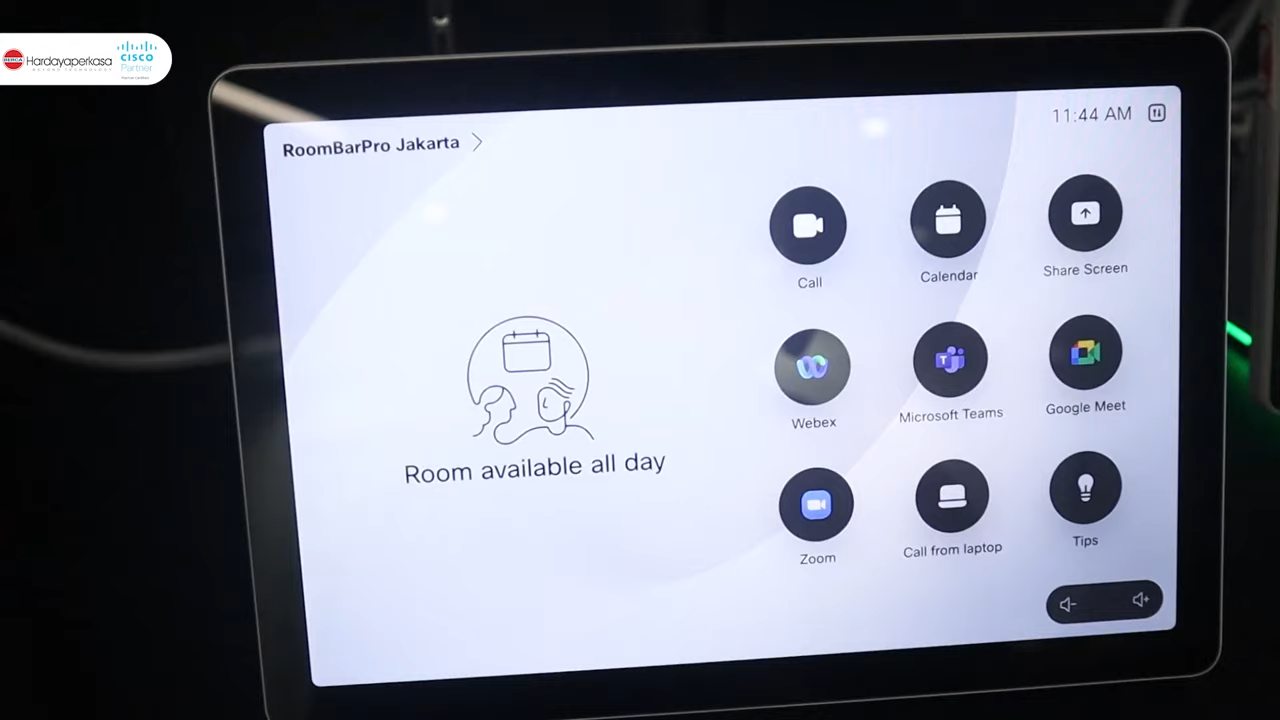 BERCA Hardayaperkasa
CISCO
Partner
RoomBarPro Jakarta
11:44 AM
Call
Calendar
Share Screen
Webex
Microsoft Teams
Google Meet
Room available all day
Zoom
Call from laptop
Tips